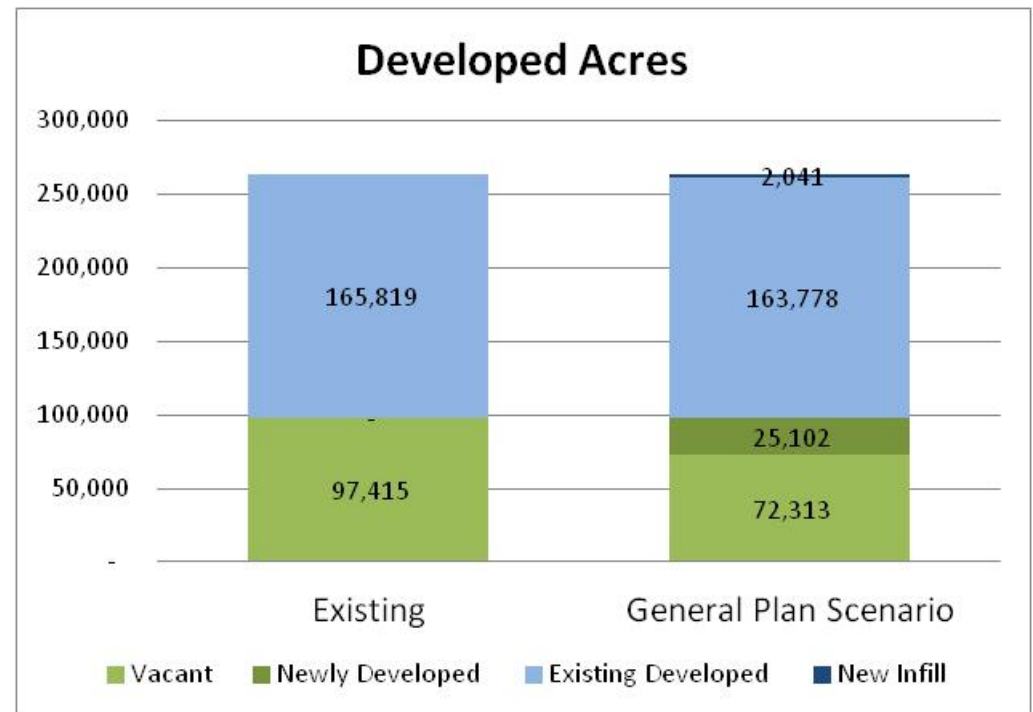 Developed Acres
300,000
250,000
200,000
150,000
100,000
50,000
-
165,819
-
97,415
2,041
163,778
25,102
72,313
Existing
General Plan Scenario
Vacant
Newly Developed
Existing Developed
New Infill